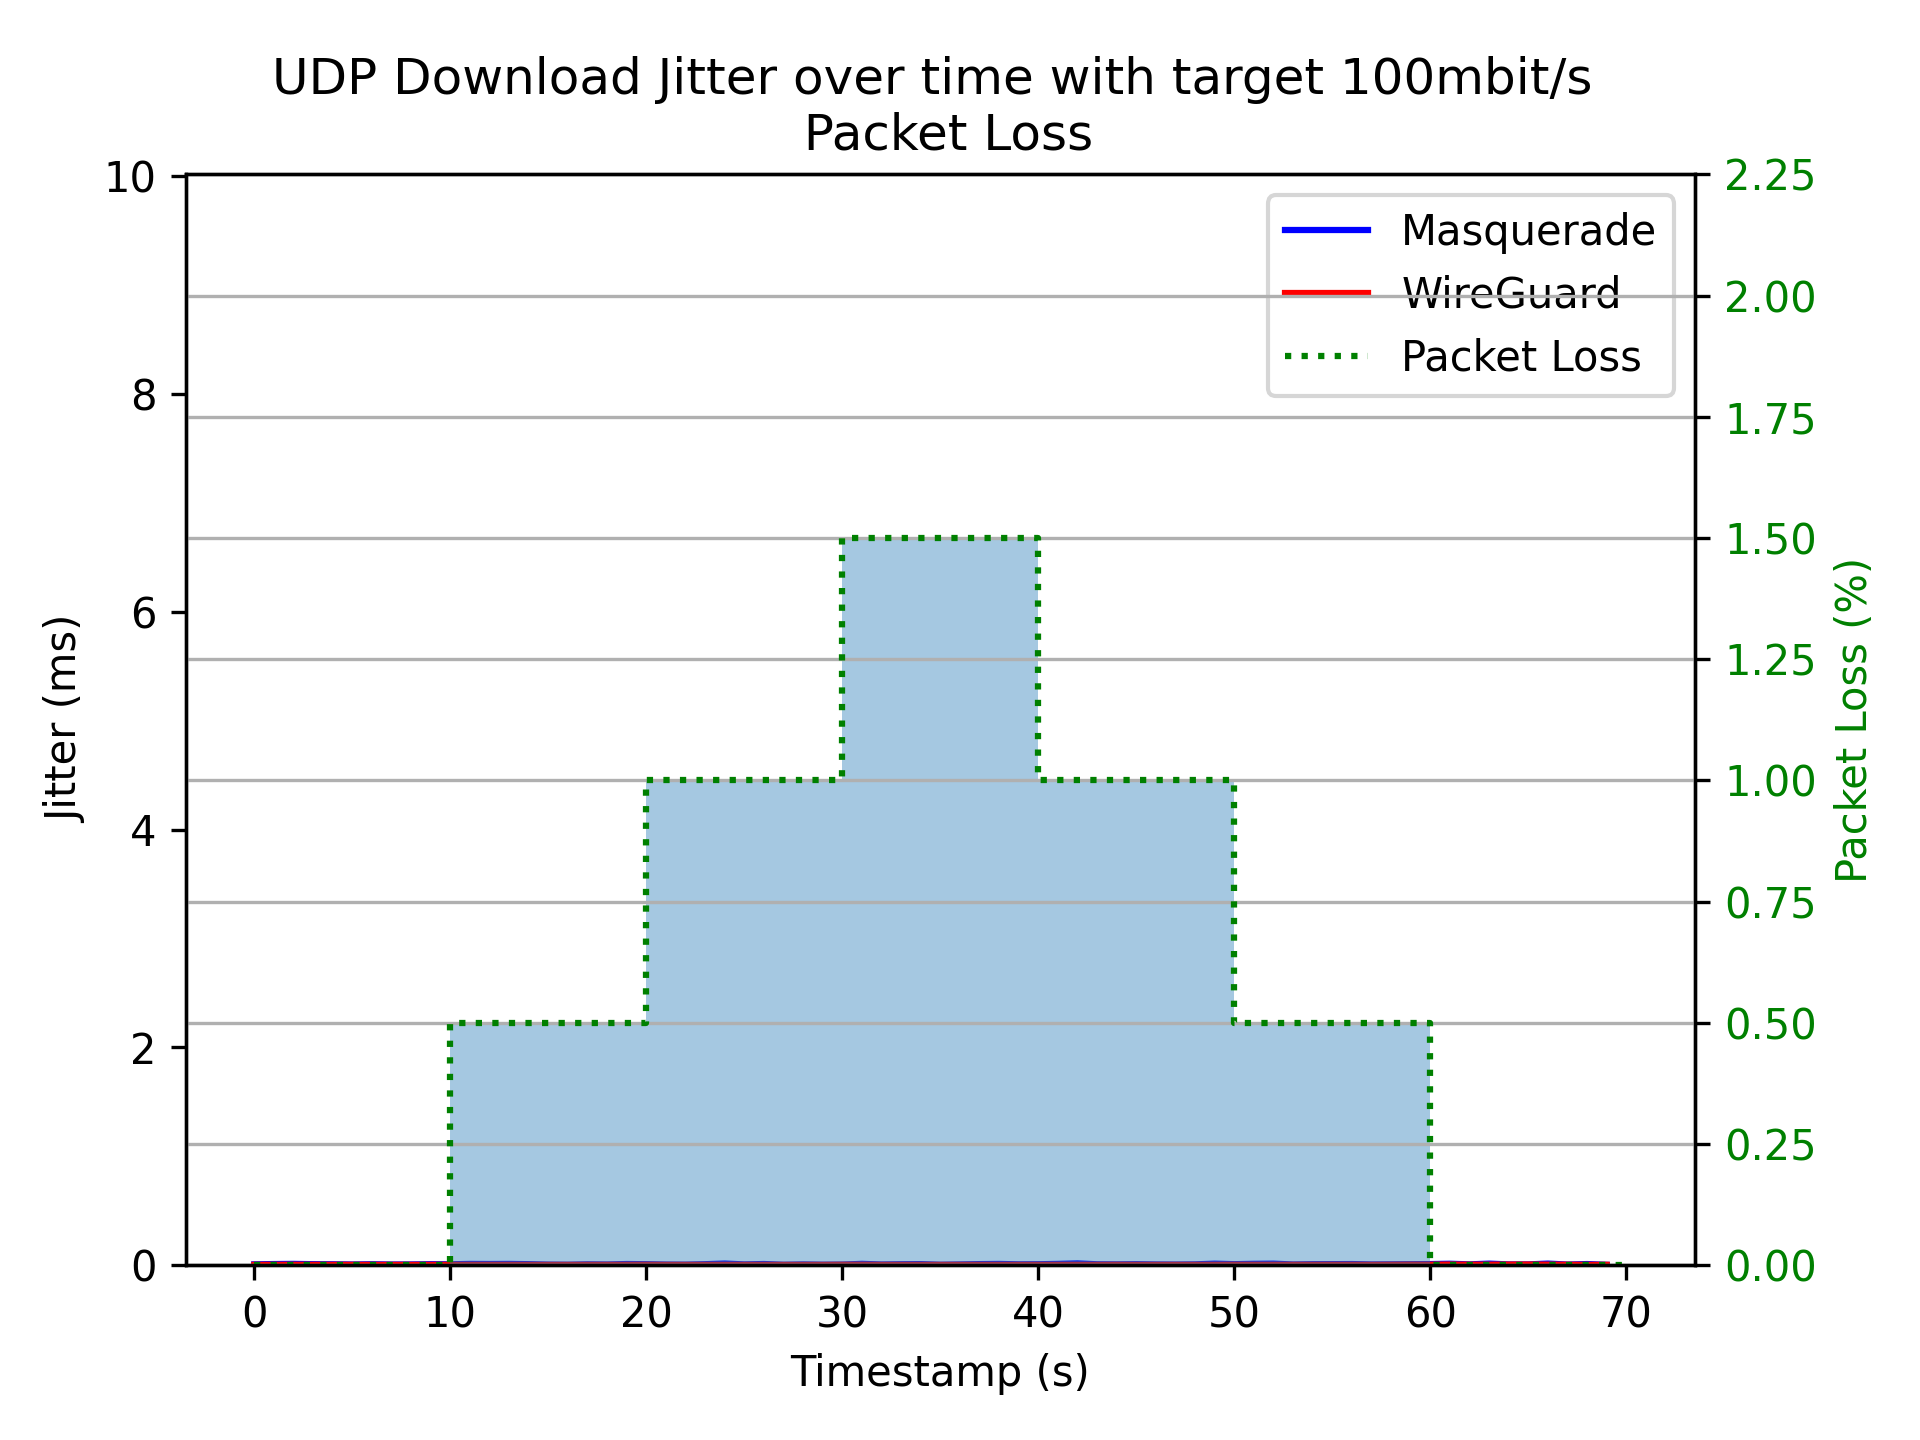 UDP Download Jitter over time with target 100mbit/s
Packet Loss
10
8
6
4
2
0
Jitter (ms)
2.25
2.00
1.75
1.50
1.25
1.00
0.75
0.50
0.25
0.00
Packet Loss (%)
Masquerade
WireGuard
Packet Loss
0 10 20 30 40 50 60 70
Timestamp (s)